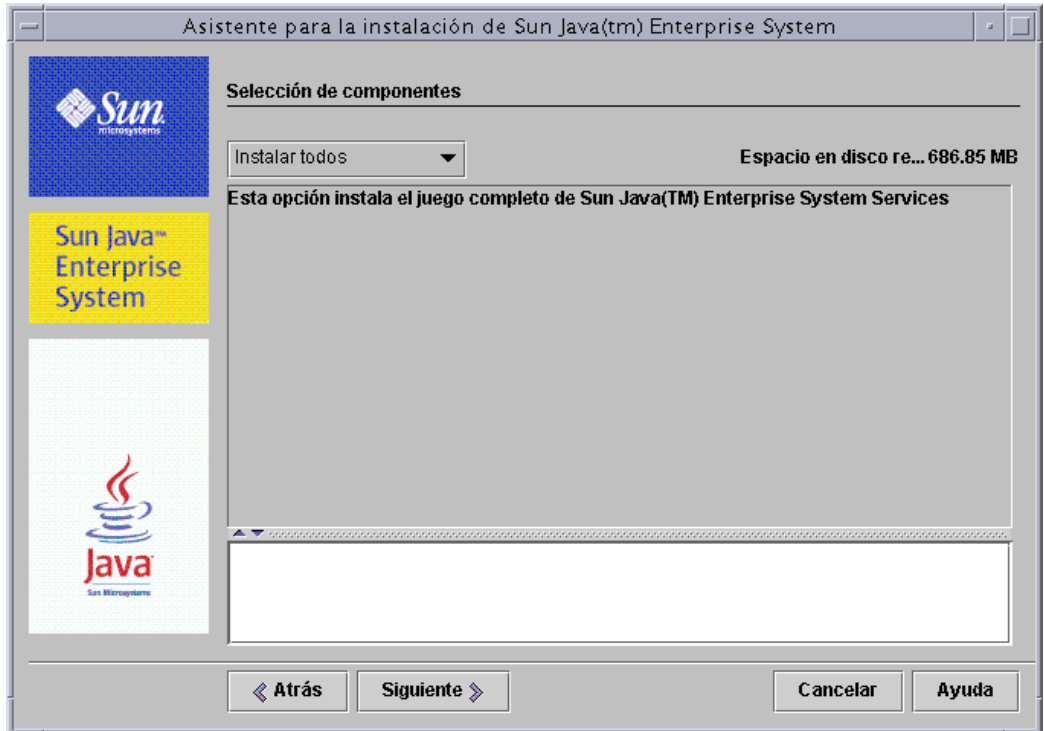 Asistente para la instalación de Sun Java(tm) Enterprise System
Sun
microsystems
Sun Java™
Enterprise
System
Java
Sun Microsystems
Selección de componentes
Instalar todos
Espacio en disco re... 686.85 MB
Esta opción instala el juego completo de Sun Java(TM) Enterprise System Services
Atrás
Siguiente
Cancelar
Ayuda